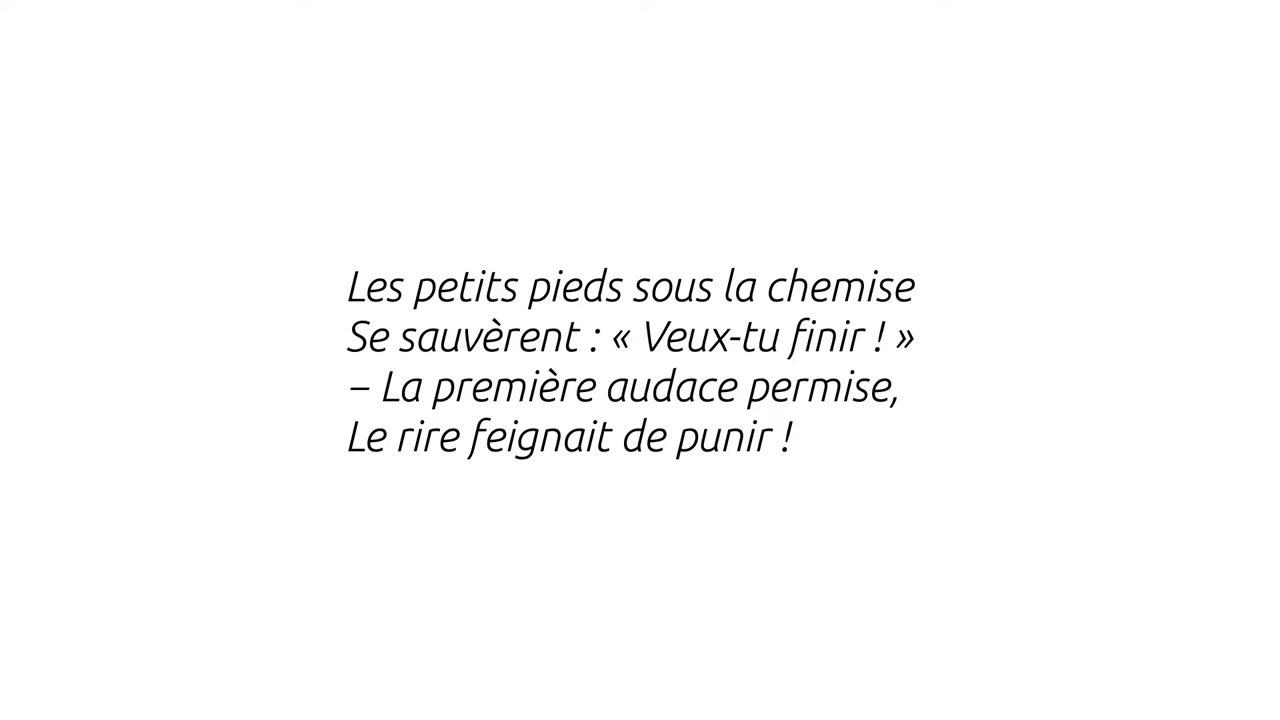 Les petits pieds sous la chemise
Se sauvèrent : « Veux-tu finir ! »
– La première audace permise,
Le rire feignait de punir !